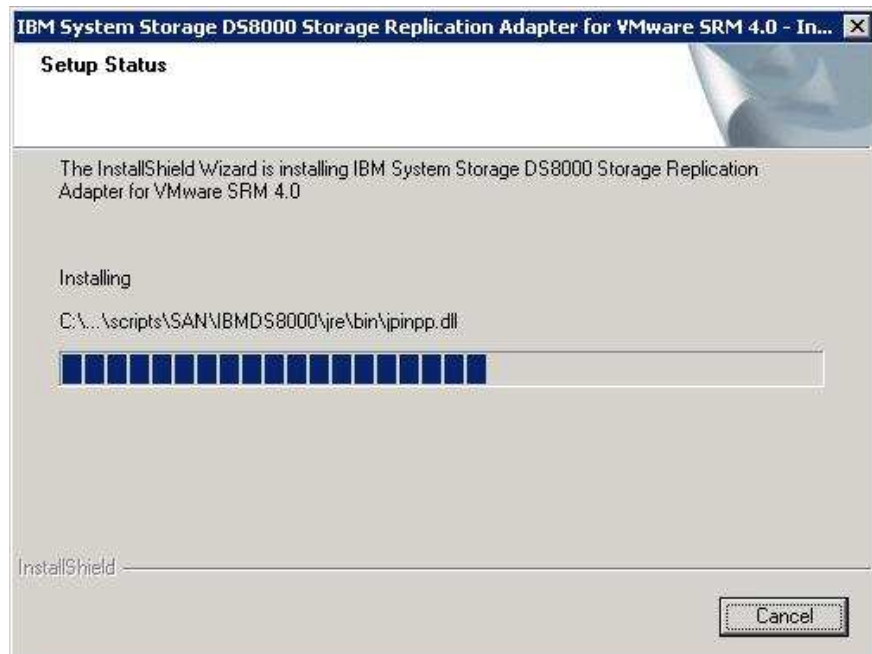 IBM System Storage DS8000 Storage Replication Adapter for VMware SRM 4.0 - In...
Setup Status
The InstallShield Wizard is installing IBM System Storage DS8000 Storage Replication
Adapter for VMware SRM 4.0
Installing
C:\...\scripts\SAN\IBMDS8000\jre\bin\jpinpp.dll
InstallShield
Cancel